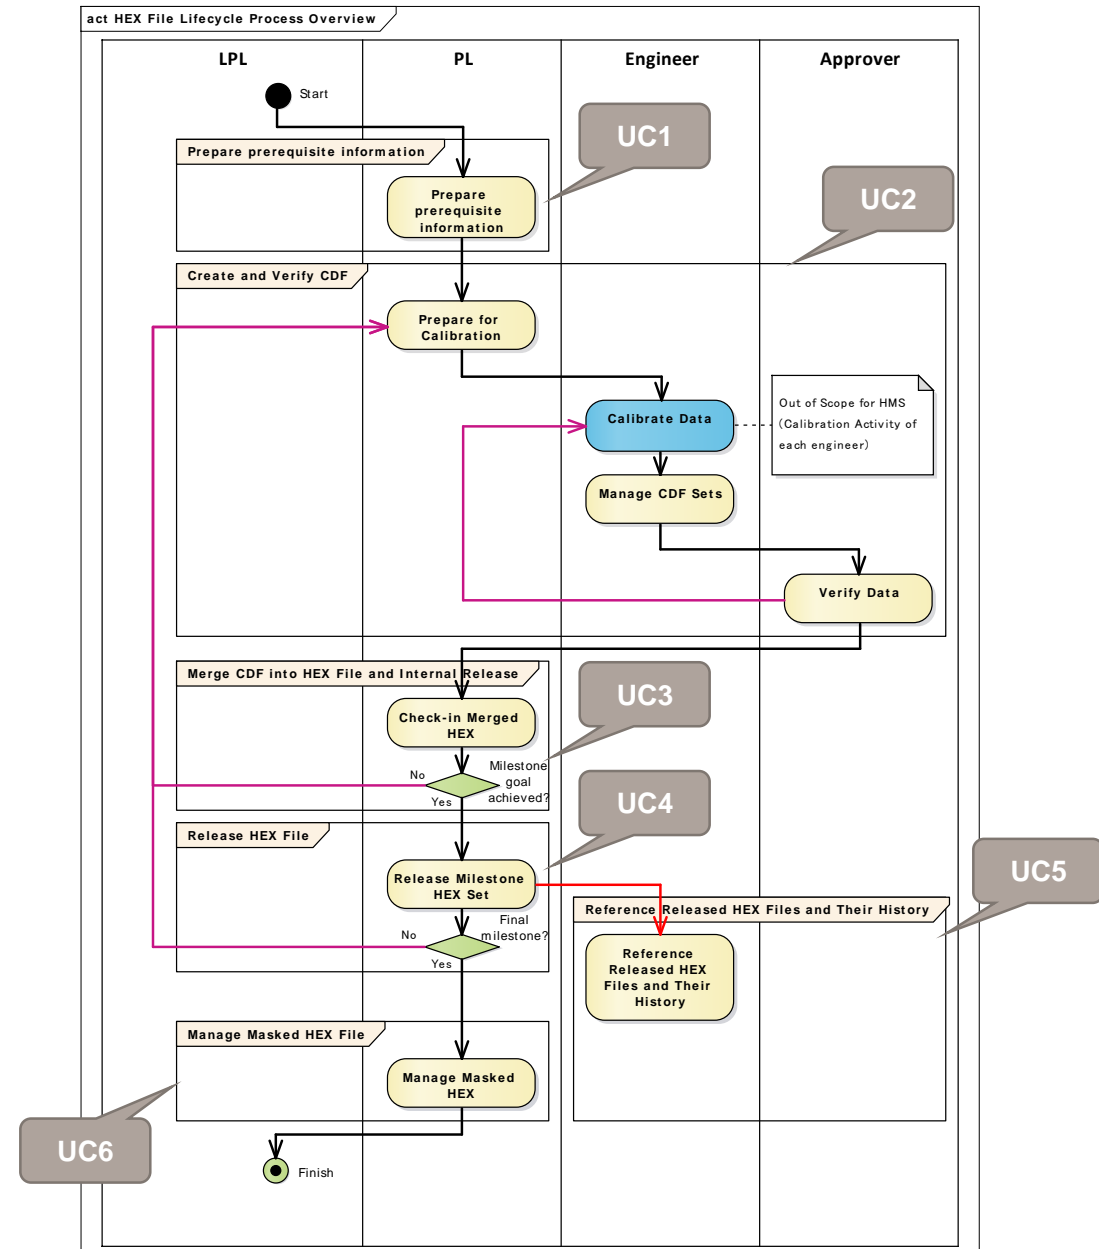 act HEX File Lifecycle Process Overview
LPL
PL
Engineer
Approver
Start
UC1
Prepare prerequisite information
Prepare
prerequisite
information
UC2
Create and Verify CDF
Prepare for
Calibration
Calibrate Data
Out of Scope for HMS
(Calibration Activity of
each engineer)
Manage CDF Sets
Verify Data
Merge CDF into HEX File and Internal Release
UC3
Check-in Merged
HEX
No
Milestone
goal
achieved?
Yes
UC4
Release HEX File
Release Milestone
HEX Set
UC5
Reference Released HEX Files and Their History
No
Final
milestone?
Yes
Reference
Released HEX
Files and Their
History
Manage Masked HEX File
Manage Masked
HEX
UC6
Finish